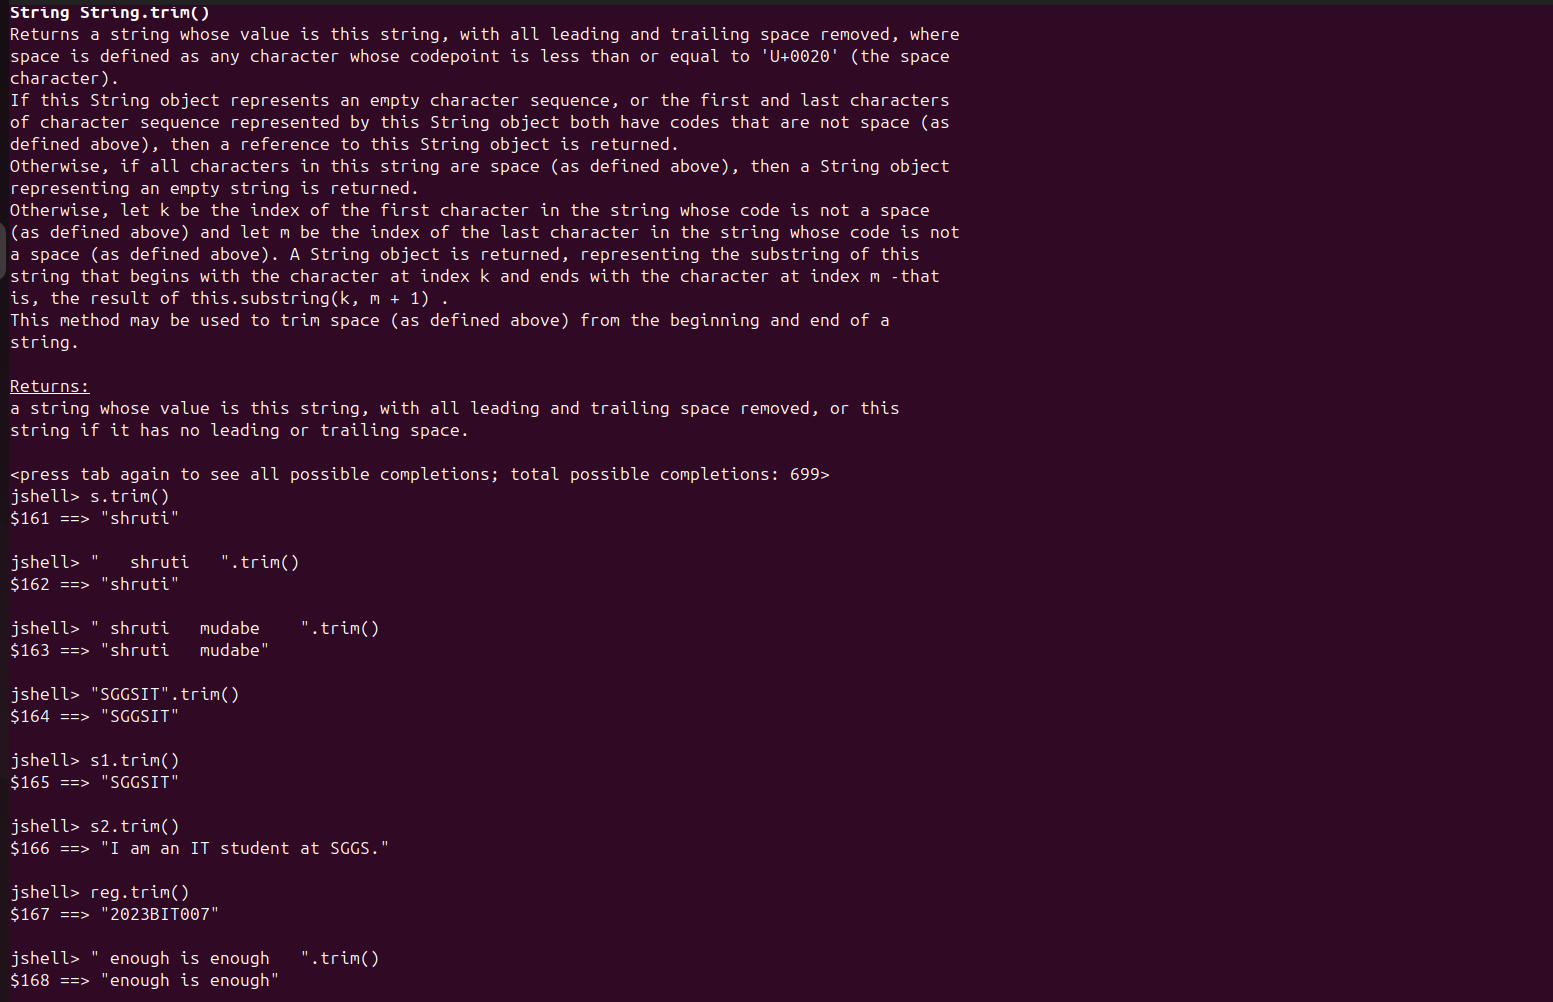 String String.trim()
Returns a string whose value is this string, with all leading and trailing space removed, where
space is defined as any character whose codepoint is less than or equal to 'U+0020' (the space
character).
If this String object represents an empty character sequence, or the first and last characters
of character sequence represented by this String object both have codes that are not space (as
defined above), then a reference to this String object is returned.
Otherwise, if all characters in this string are space (as defined above), then a String object
representing an empty string is returned.
Otherwise, let k be the index of the first character in the string whose code is not a space
(as defined above) and let m be the index of the last character in the string whose code is not
a space (as defined above). A String object is returned, representing the substring of this
string that begins with the character at index k and ends with the character at index m -that
is, the result of this.substring(k, m + 1) .
This method may be used to trim space (as defined above) from the beginning and end of a
string.

Returns:
a string whose value is this string, with all leading and trailing space removed, or this
string if it has no leading or trailing space.

<press tab again to see all possible completions; total possible completions: 699>
jshell> s.trim()
$161 ==> "shruti"

jshell> "   shruti   ".trim()
$162 ==> "shruti"

jshell> " shruti   mudabe    ".trim()
$163 ==> "shruti   mudabe"

jshell> "SGGSIT".trim()
$164 ==> "SGGSIT"

jshell> s1.trim()
$165 ==> "SGGSIT"

jshell> s2.trim()
$166 ==> "I am an IT student at SGGS."

jshell> reg.trim()
$167 ==> "2023BIT007"

jshell> " enough is enough   ".trim()
$168 ==> "enough is enough"